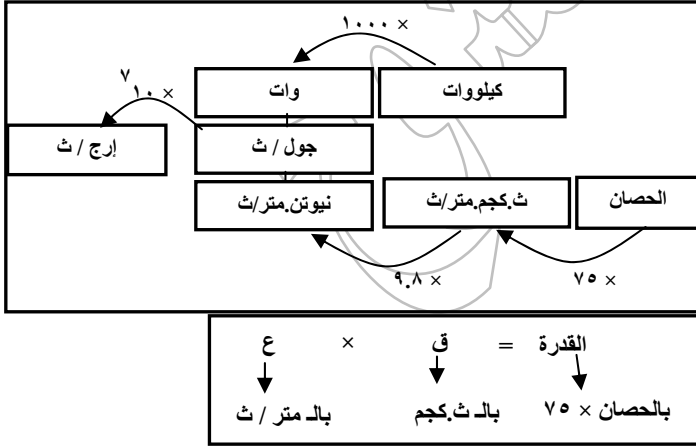 ١٠٠٠ ×
كيلووات وات
١٠^٧ ×
جول / ث إرج / ث
الحصان ث.كجم.متر/ث نيوتن.متر/ث
٧٥ × ٩.٨ ×
القدرة = ق × ع
بالحصان × ٧٥ بالـ ث.كجم بالـ متر / ث